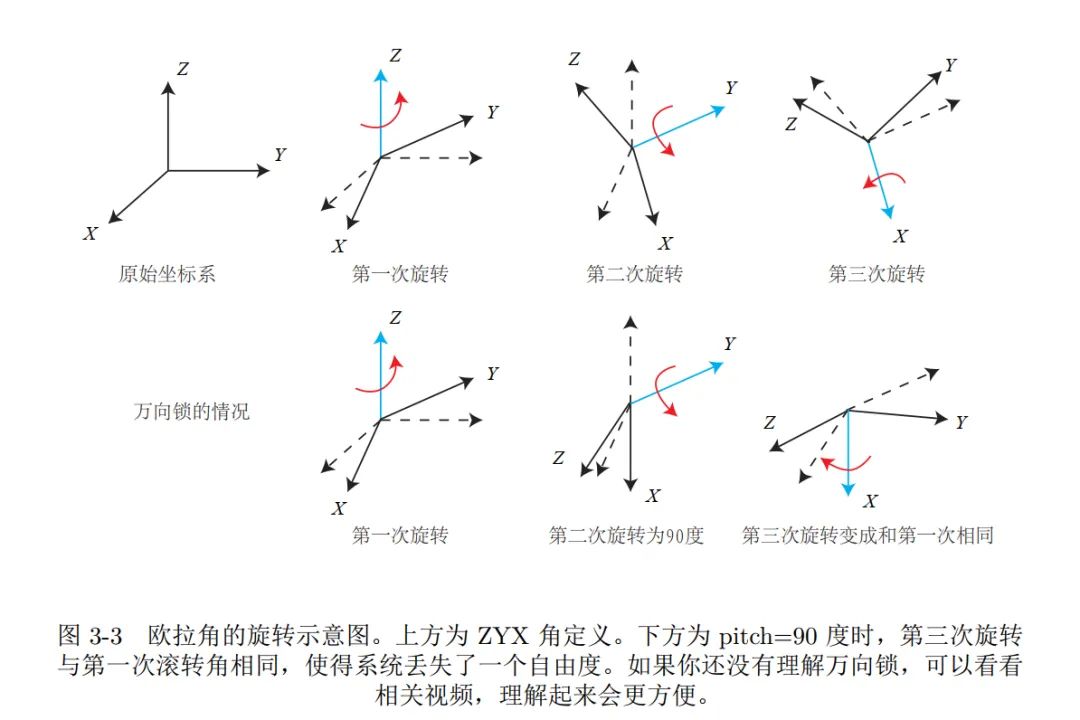 Z
Y
X
原始坐标系
Z
Y
X
第一次旋转
Z
Y
X
第二次旋转
Y
Z
X
第三次旋转
万向锁的情况
Z
Y
X
第一次旋转
Y
Z
X
第二次旋转为90度
Z
Y
X
第三次旋转变成和第一次相同
图 3-3 欧拉角的旋转示意图。上方为 ZYX 角定义。下方为 pitch=90 度时，第三次旋转
与第一次滚转角相同，使得系统丢失了一个自由度。如果你还没有理解万向锁，可以看看
相关视频，理解起来会更方便。